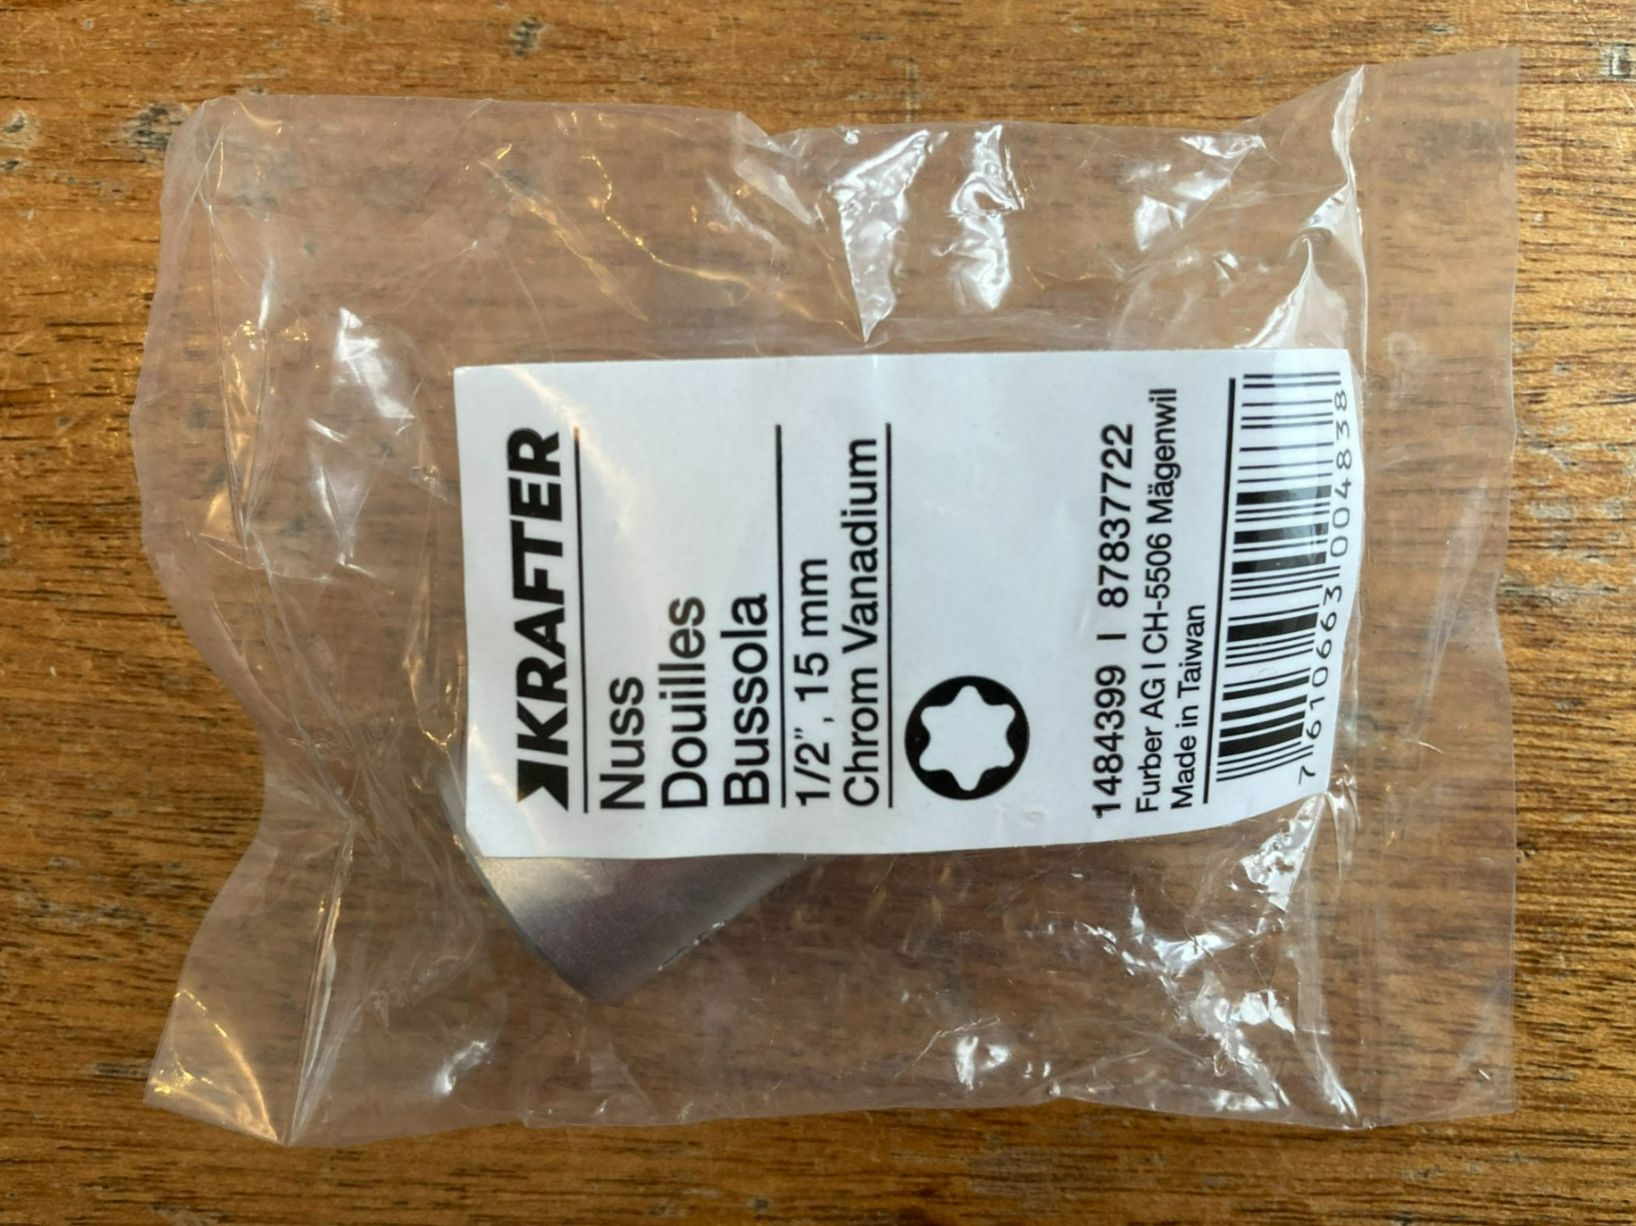 KRAFTER
Nuss
Douilles
Bussola
1/2”, 15 mm
Chrom Vanadium
1484399 | 87837722
Furber AG | CH-5506 Mägenwil
Made in Taiwan
7 610663 004838